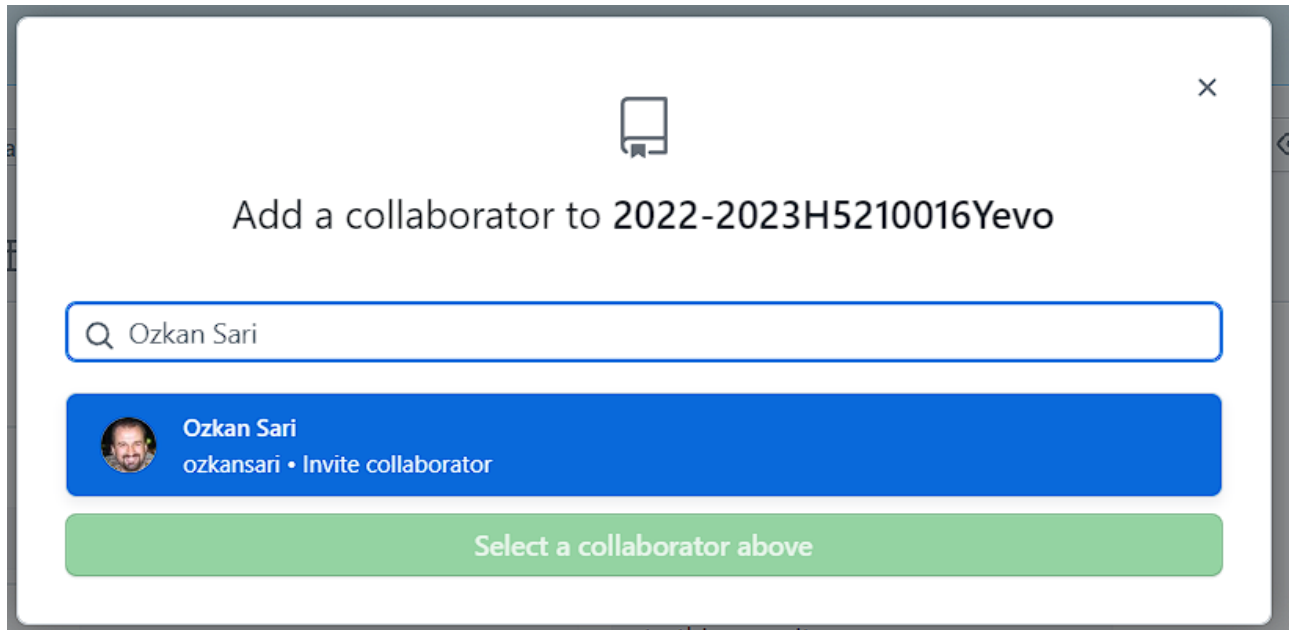 Add a collaborator to 2022-2023H5210016Yevo
Ozkan Sari
Ozkan Sari
ozkansari • Invite collaborator
Select a collaborator above